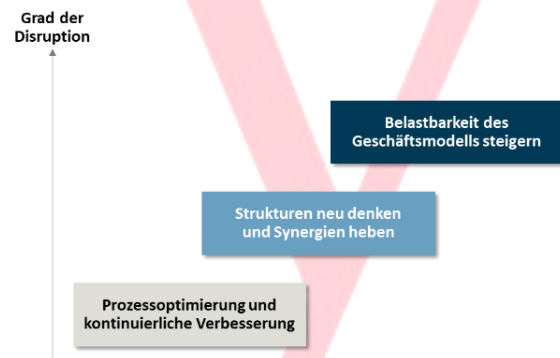 Grad der
Disruption
Belastbarkeit des
Geschäftsmodells steigern
Strukturen neu denken
und Synergien heben
Prozessoptimierung und
kontinuierliche Verbesserung